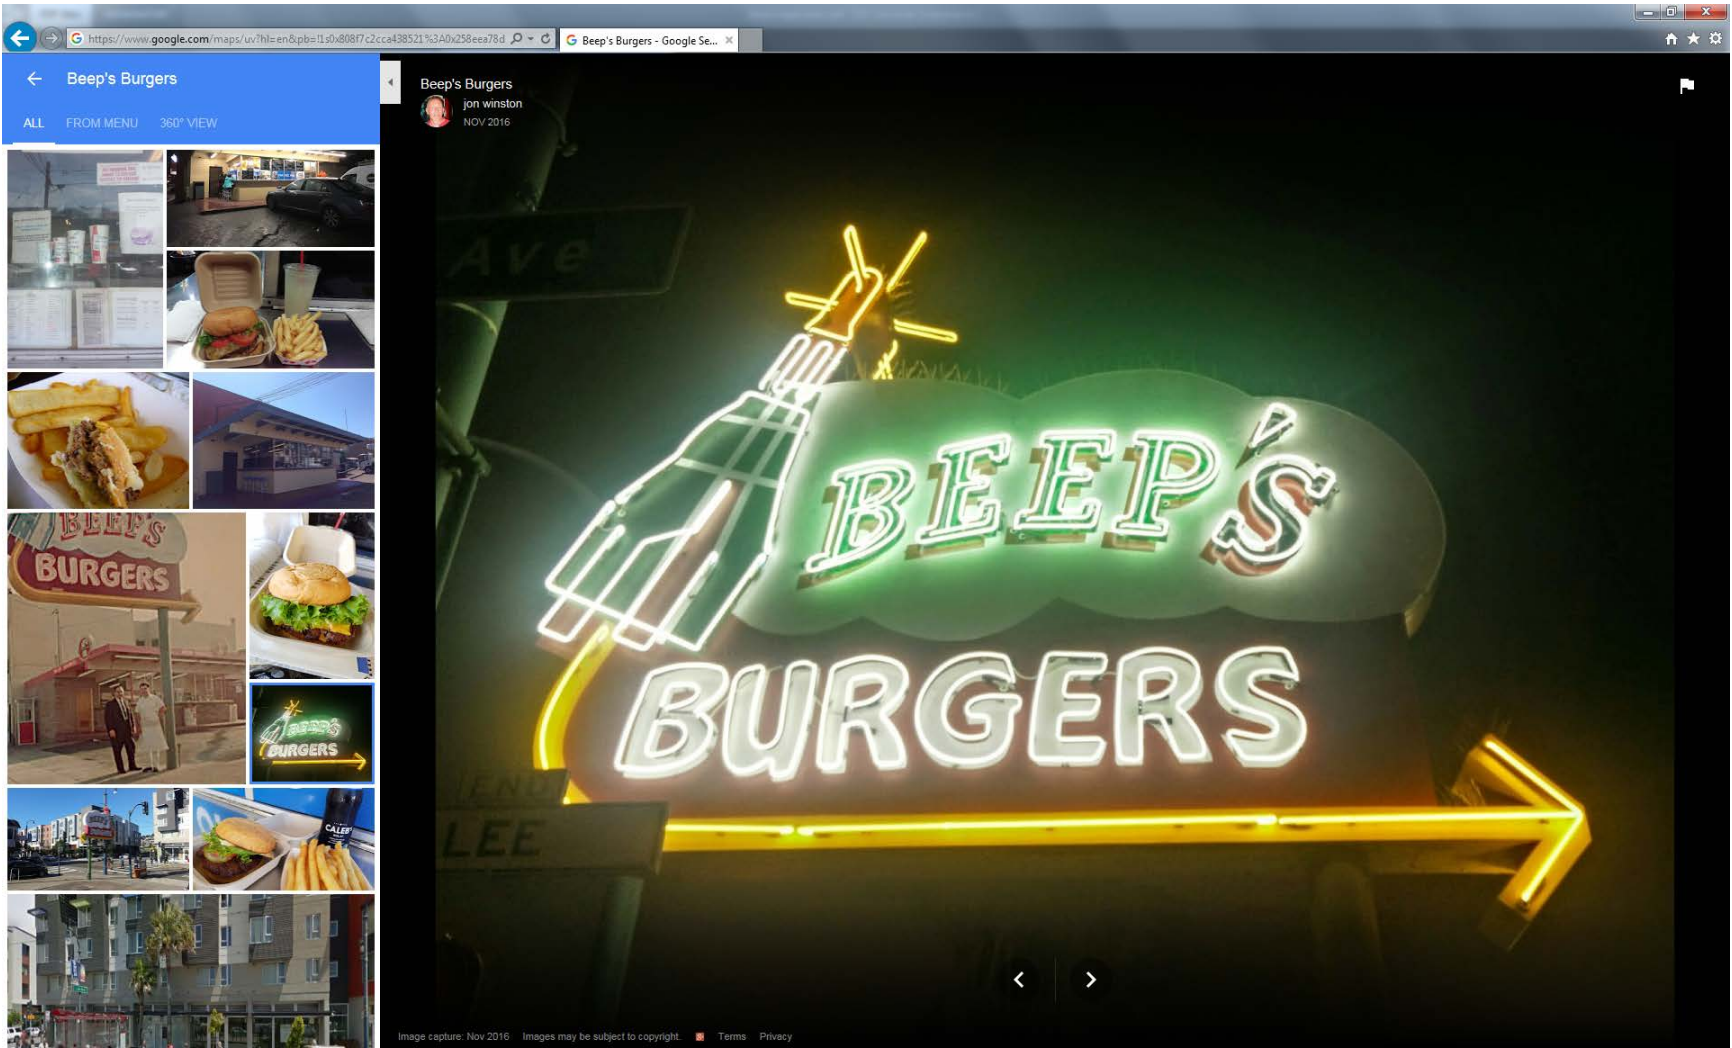 https://www.google.com/maps/uv?hl=en&pb=!1s0x808f7c2cca438521%3A0x258eea78d
Beep's Burgers - Google Se...
Beep's Burgers
ALL FROM MENU 360° VIEW
Beep's Burgers
jon winston
NOV 2016
Ave
BEEP'S
BURGERS
LEE
BEEP'S
BURGERS
BEEP'S
BURGERS
BEEP'S
CALEB'S
Image capture: Nov 2016 Images may be subject to copyright. Terms Privacy